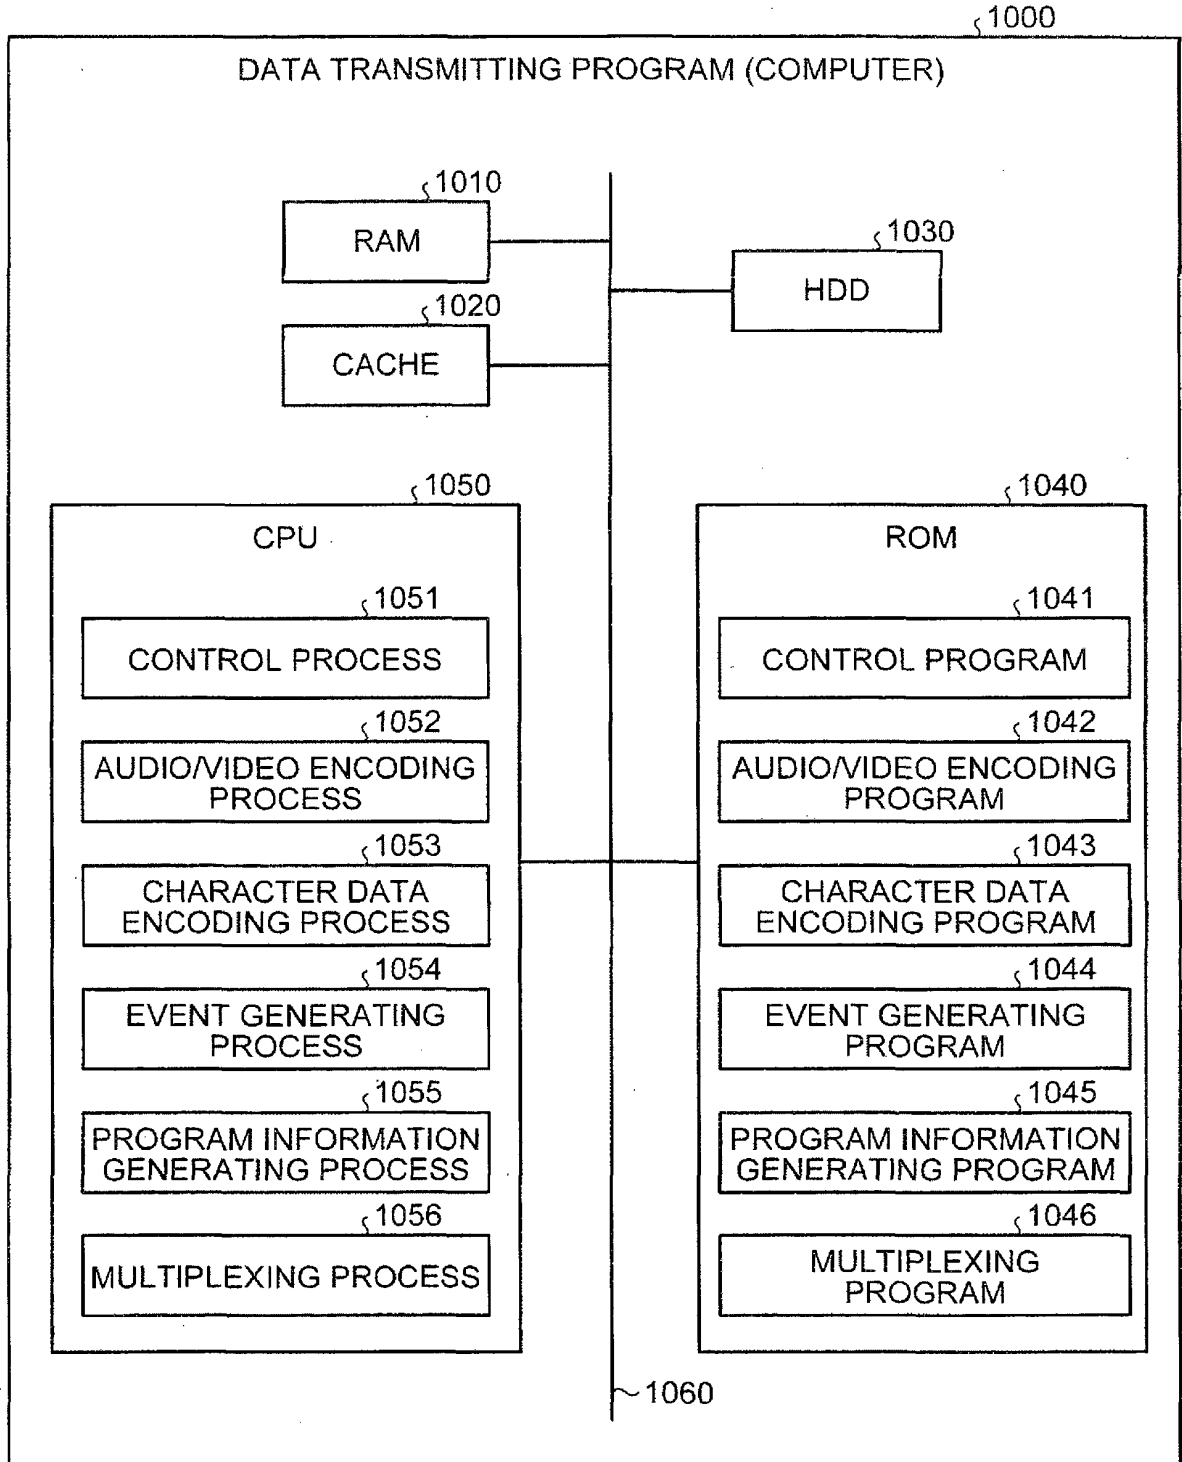 1000
DATA TRANSMITTING PROGRAM (COMPUTER)
1010
RAM
1030
HDD
1020
CACHE
1050
CPU
1051
CONTROL PROCESS
1052
AUDIO/VIDEO ENCODING
PROCESS
1053
CHARACTER DATA
ENCODING PROCESS
1054
EVENT GENERATING
PROCESS
1055
PROGRAM INFORMATION
GENERATING PROCESS
1056
MULTIPLEXING PROCESS
1040
ROM
1041
CONTROL PROGRAM
1042
AUDIO/VIDEO ENCODING
PROGRAM
1043
CHARACTER DATA
ENCODING PROGRAM
1044
EVENT GENERATING
PROGRAM
1045
PROGRAM INFORMATION
GENERATING PROGRAM
1046
MULTIPLEXING
PROGRAM
1060